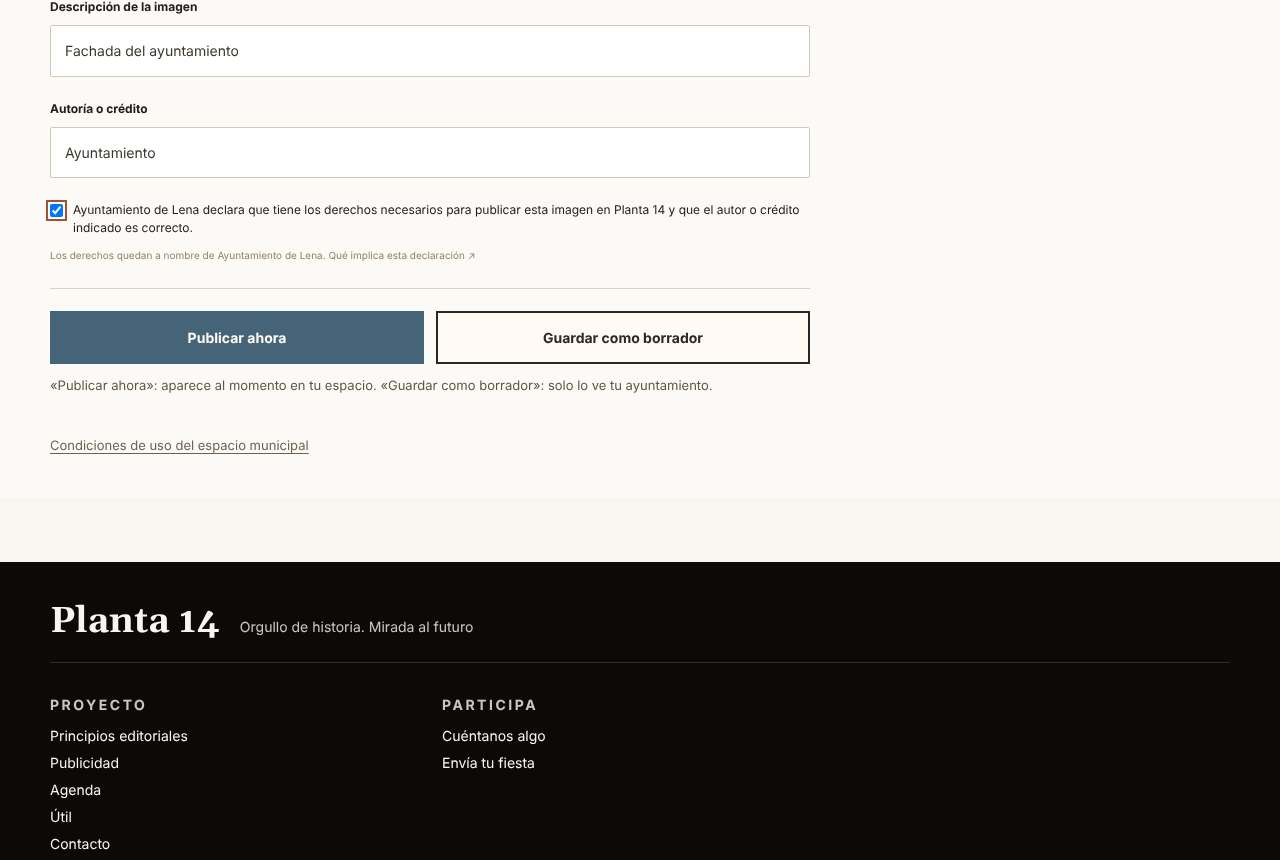 Descripción de la imagen
Fachada del ayuntamiento
Autoría o crédito
Ayuntamiento
Ayuntamiento de Lena declara que tiene los derechos necesarios para publicar esta imagen en Planta 14 y que el autor o crédito
indicado es correcto.
Los derechos quedan a nombre de Ayuntamiento de Lena. Qué implica esta declaración ↗
Publicar ahora
Guardar como borrador
«Publicar ahora»: aparece al momento en tu espacio. «Guardar como borrador»: solo lo ve tu ayuntamiento.
Condiciones de uso del espacio municipal
Planta 14
Orgullo de historia. Mirada al futuro
PROYECTO
Principios editoriales
Publicidad
Agenda
Útil
Contacto
PARTICIPA
Cuéntanos algo
Envía tu fiesta